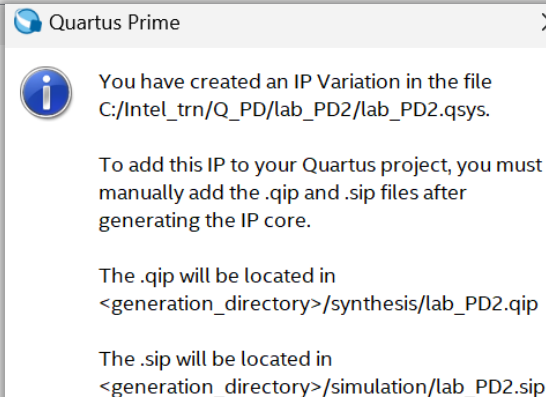 Quartus Prime
You have created an IP Variation in the file
C:/Intel_trn/Q_PD/lab_PD2/lab_PD2.qsys.
To add this IP to your Quartus project, you must
manually add the .qip and .sip files after
generating the IP core.
The .qip will be located in
<generation_directory>/synthesis/lab_PD2.qip
The .sip will be located in
<generation_directory>/simulation/lab_PD2.sip